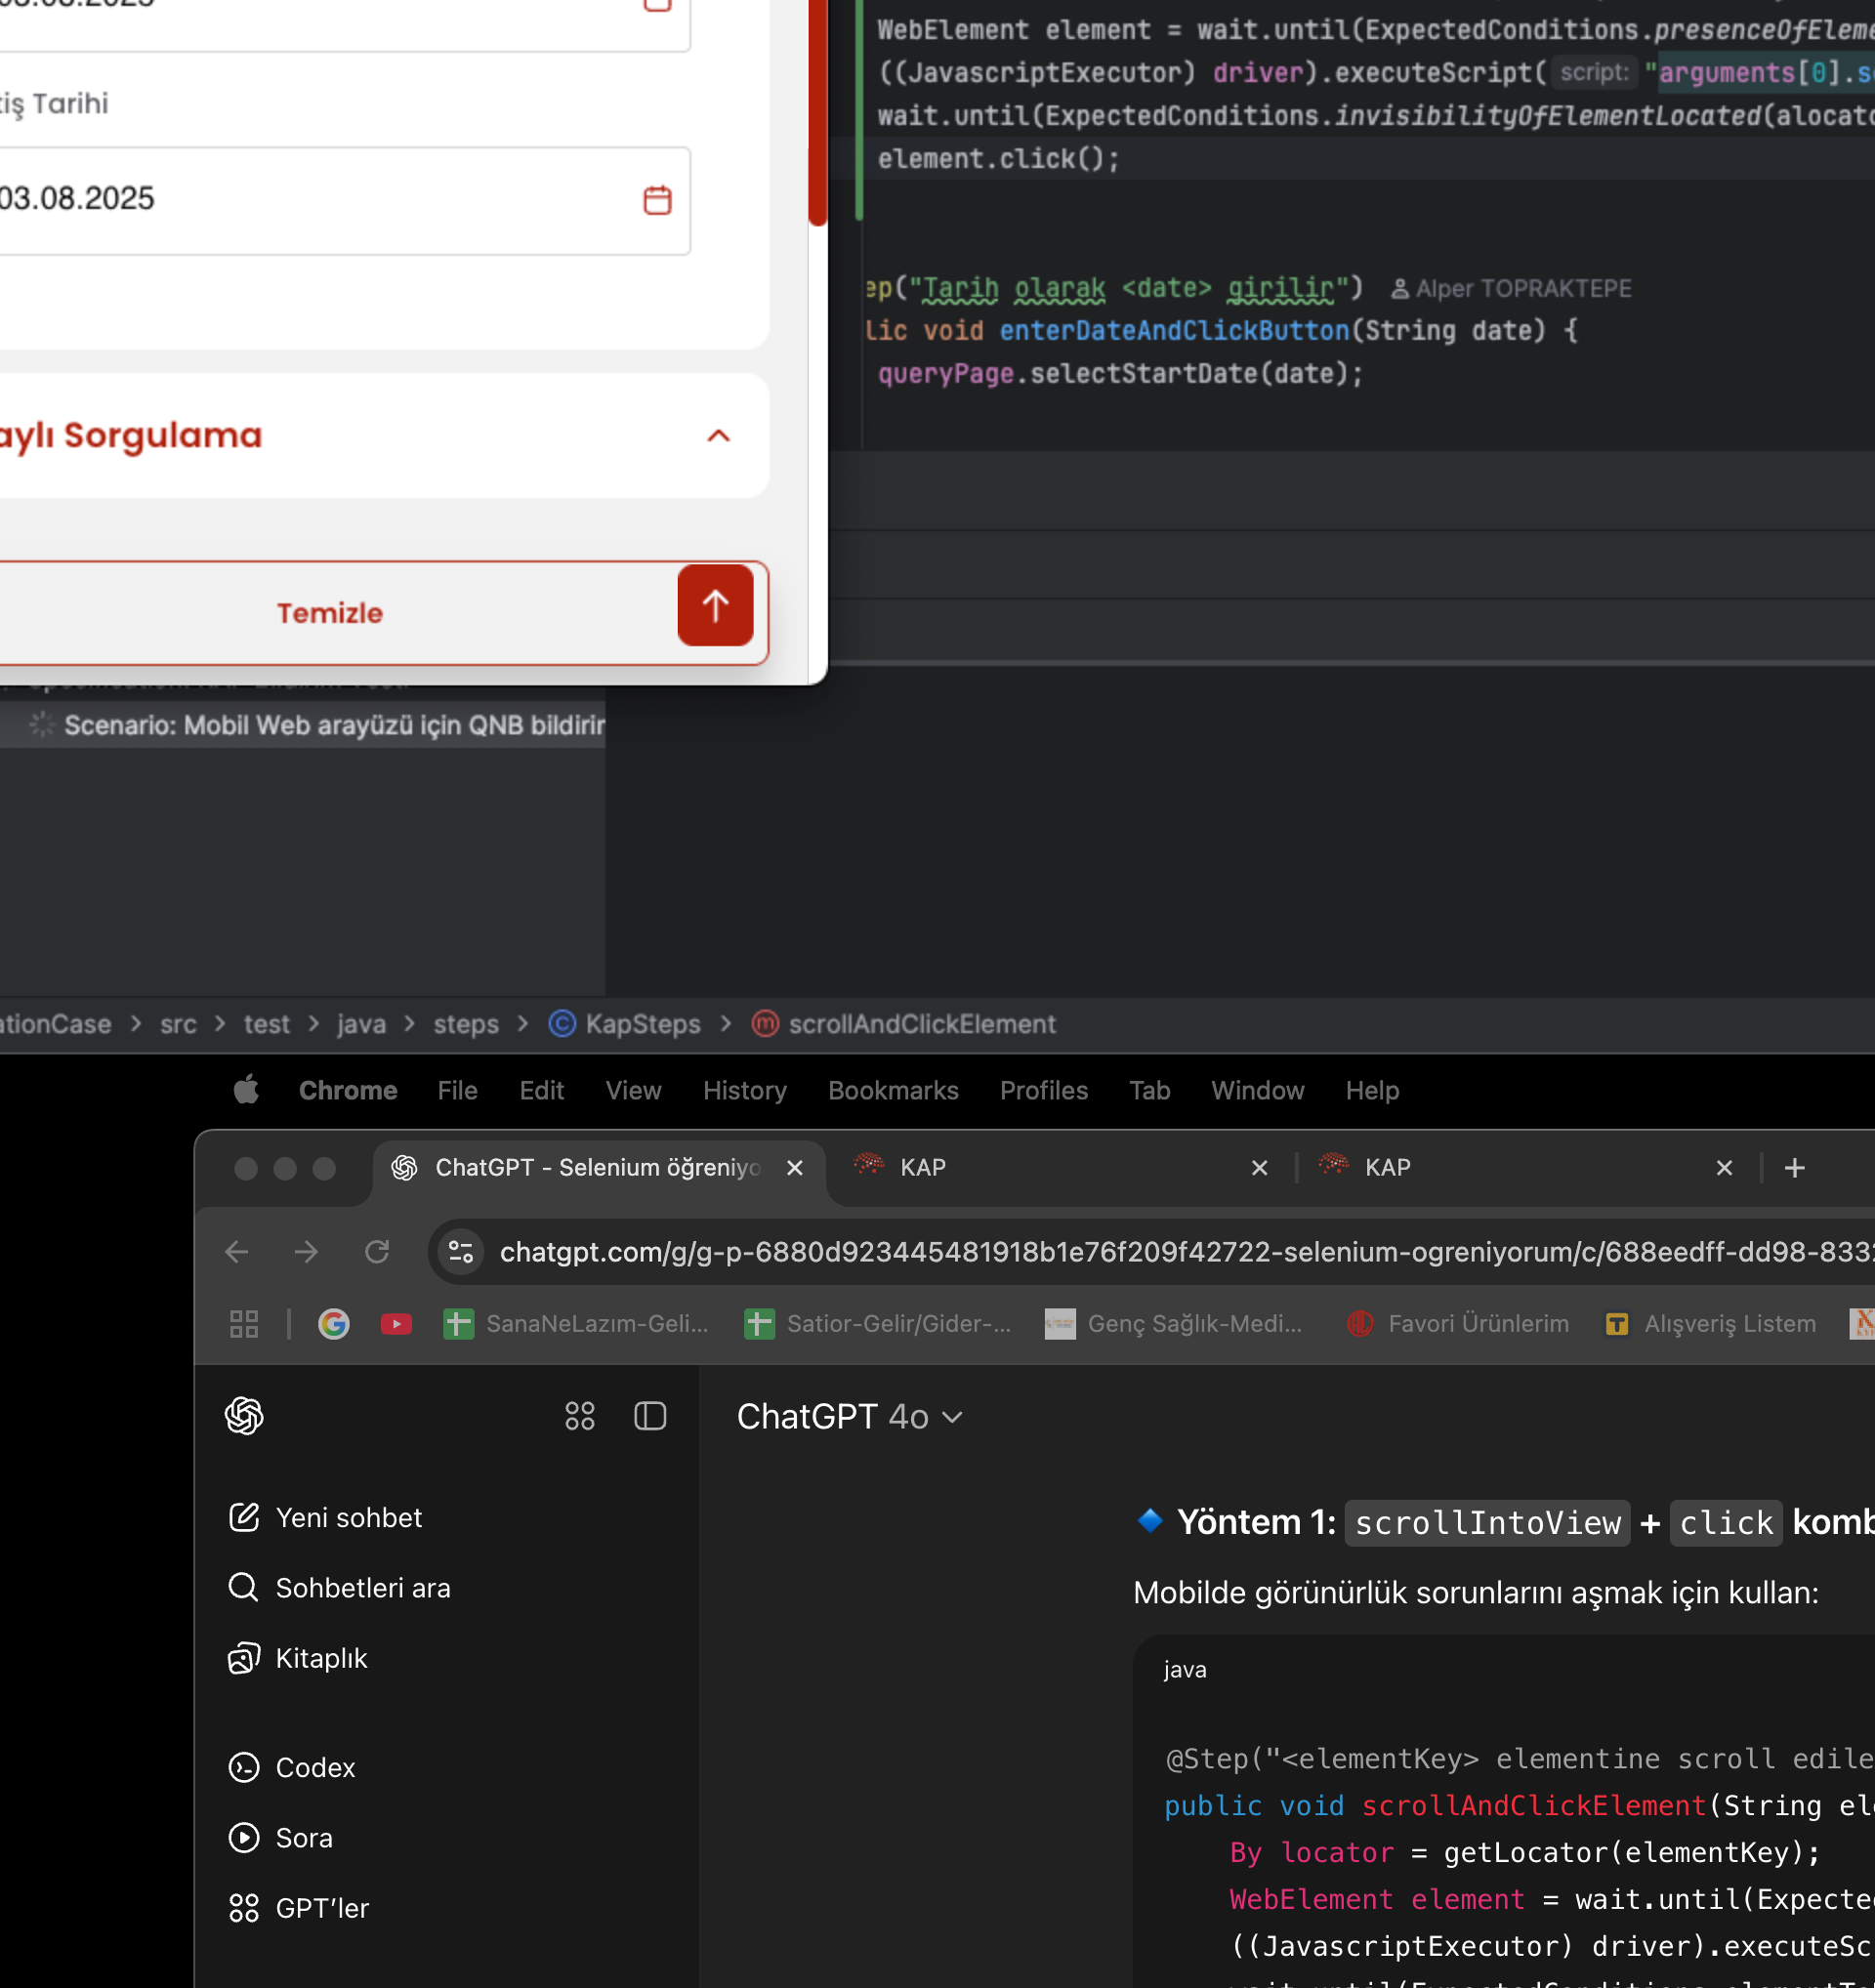 tiş Tarihi
03.08.2025
aylı Sorgulama
Temizle
WebElement element = wait.until(ExpectedConditions.presenceOfEleme
((JavascriptExecutor) driver).executeScript( script: "arguments[0].s
wait.until(ExpectedConditions.invisibilityOfElementLocated(alocato
element.click();
ep("Tarih olarak <date> girilir") Alper TOPRAKTEPE
lic void enterDateAndClickButton(String date) {
queryPage.selectStartDate(date);
Scenario: Mobil Web arayüzü için QNB bildirir
ationCase > src > test > java > steps > KapSteps > scrollAndClickElement
Chrome File Edit View History Bookmarks Profiles Tab Window Help
ChatGPT - Selenium öğreniyo KAP KAP
chatgpt.com/g/g-p-6880d923445481918b1e76f209f42722-selenium-ogreniyorum/c/688eedff-dd98-833
SanaNeLazım-Geli... Satior-Gelir/Gider-... Genç Sağlık-Medi... Favori Ürünlerim Alışveriş Listem
ChatGPT 4o
Yeni sohbet
Sohbetleri ara
Kitaplık
Codex
Sora
GPT’ler
Yöntem 1: scrollIntoView + click komb
Mobilde görünürlük sorunlarını aşmak için kullan:
java
@Step("<elementKey> elementine scroll edile
public void scrollAndClickElement(String ele
By locator = getLocator(elementKey);
WebElement element = wait.until(Expected
((JavascriptExecutor) driver).executeSc